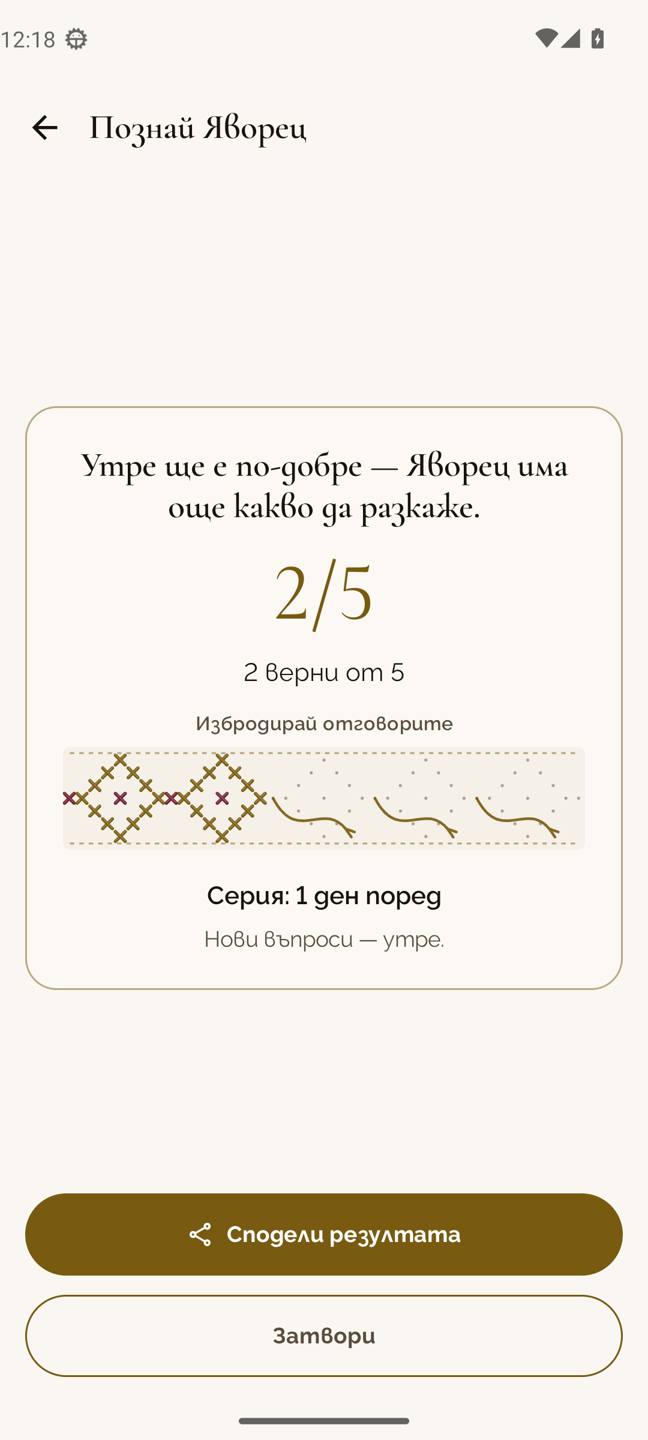 12:18
Познай Яворец
Утре ще е по-добре — Яворец има
още какво да разкаже.
2/5
2 верни от 5
Избродирай отговорите
Серия: 1 ден поред
Нови въпроси — утре.
Сподели резултата
Затвори